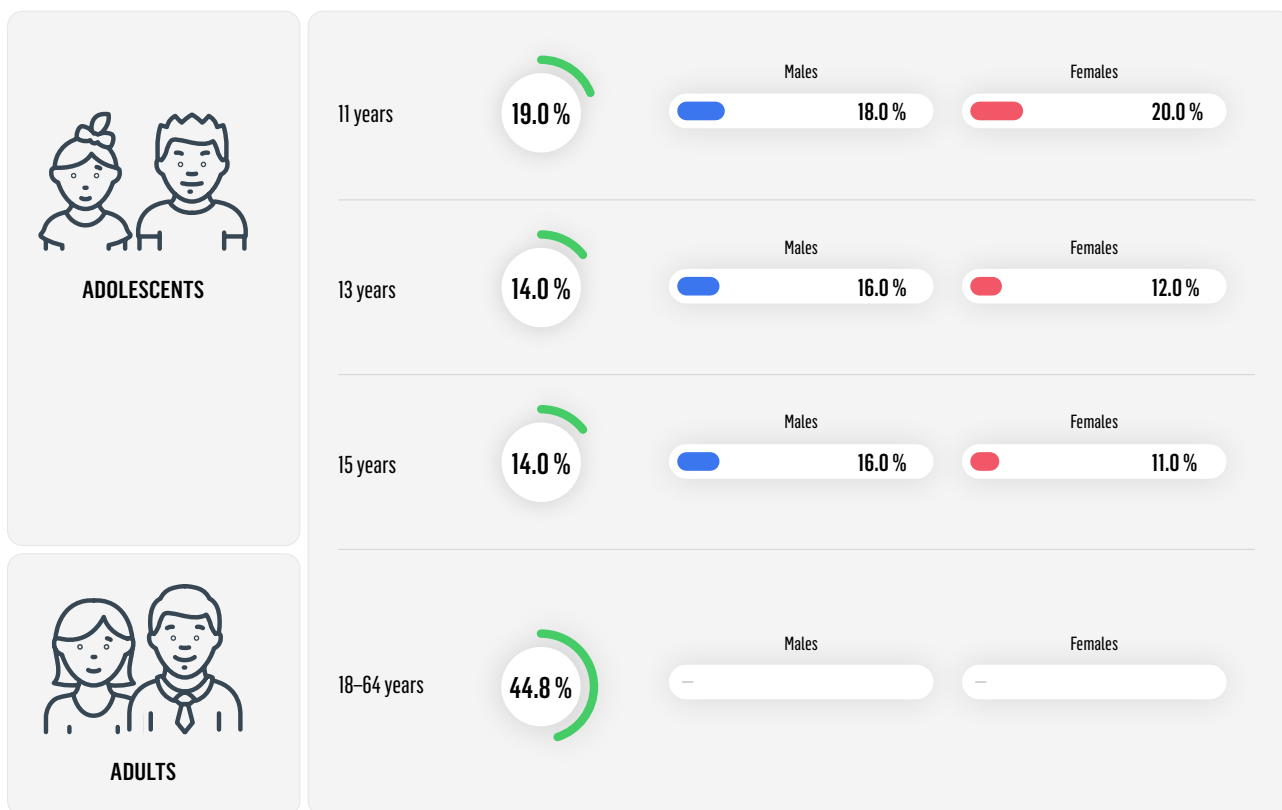 ADOLESCENTS
11 years
19.0 %
Males
18.0 %
Females
20.0 %
13 years
14.0 %
Males
16.0 %
Females
12.0 %
15 years
14.0 %
Males
16.0 %
Females
11.0 %
ADULTS
18–64 years
44.8 %
Males
–
Females
–